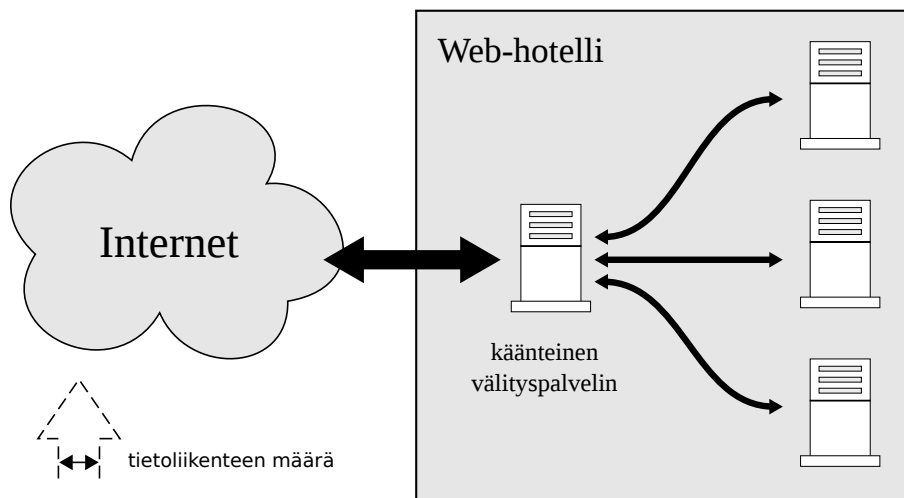 Web-hotelli
Internet
käänteinen
välityspalvelin
tietoliikenteen määrä